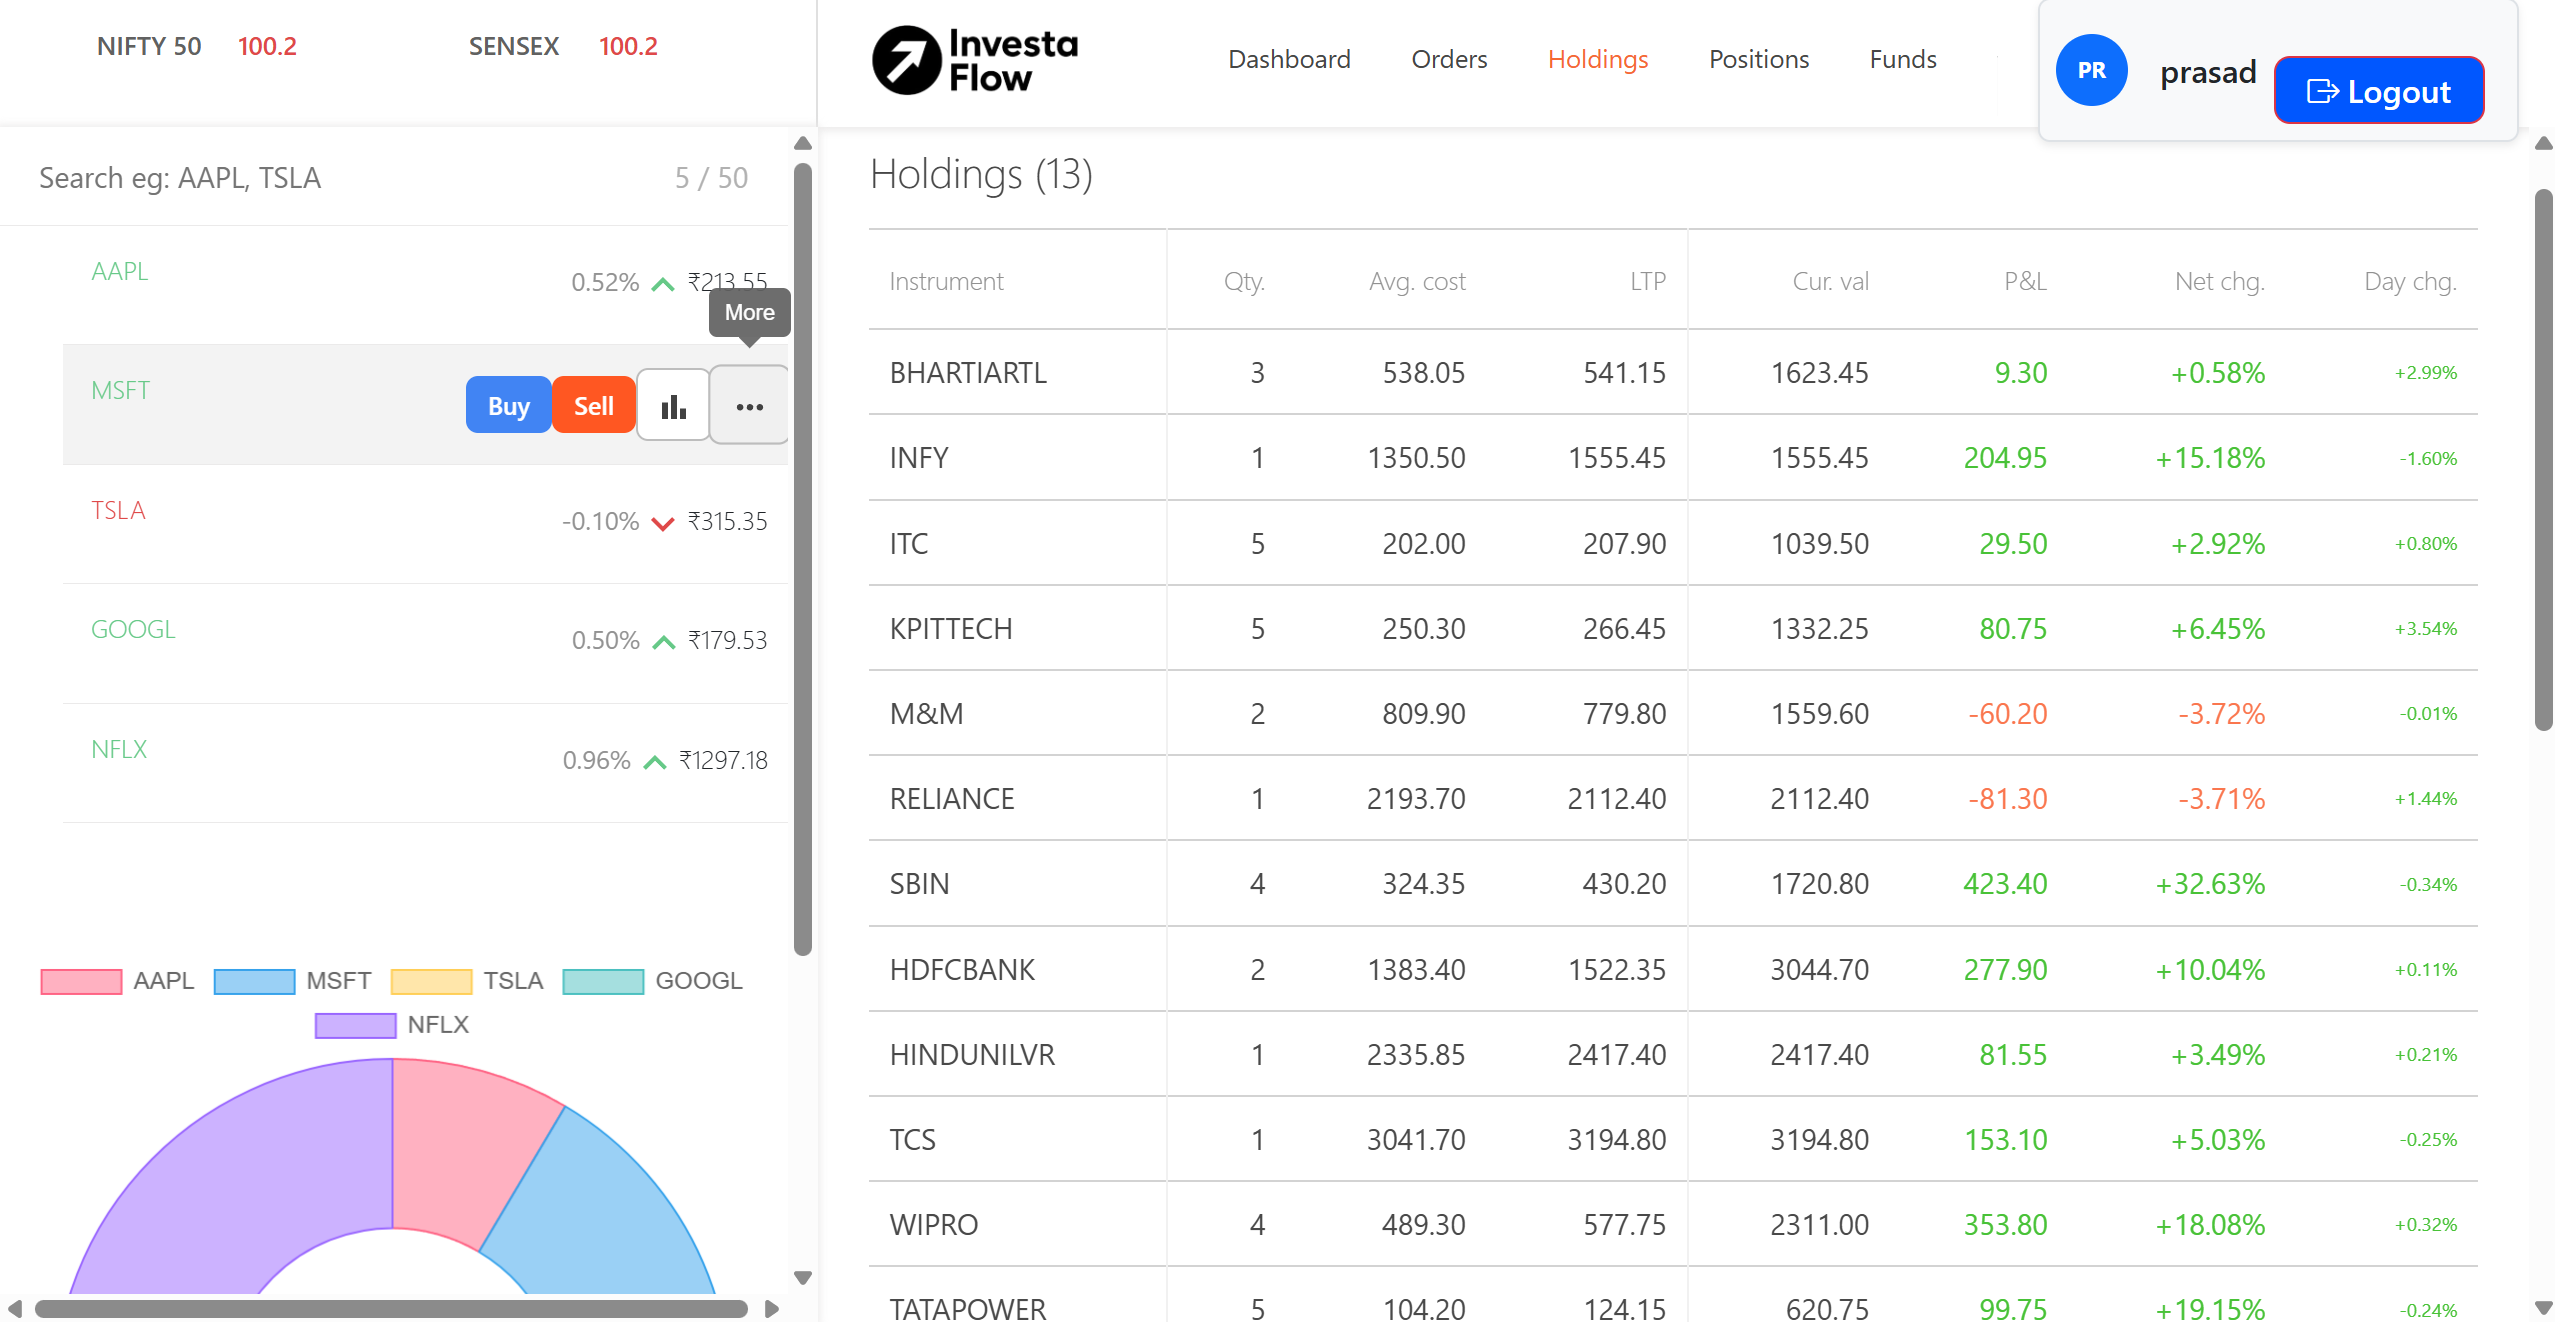 NIFTY 50 100.2 SENSEX 100.2
Investa
Flow
Dashboard Orders Holdings Positions Funds
PR prasad Logout
Search eg: AAPL, TSLA 5 / 50
AAPL 0.52% ₹213.55
More
MSFT Buy Sell
TSLA -0.10% ₹315.35
GOOGL 0.50% ₹179.53
NFLX 0.96% ₹1297.18
AAPL MSFT TSLA GOOGL
NFLX
Holdings (13)
Instrument Qty. Avg. cost LTP Cur. val P&L Net chg. Day chg.
BHARTIARTL 3 538.05 541.15 1623.45 9.30 +0.58% +2.99%
INFY 1 1350.50 1555.45 1555.45 204.95 +15.18% -1.60%
ITC 5 202.00 207.90 1039.50 29.50 +2.92% +0.80%
KPITTECH 5 250.30 266.45 1332.25 80.75 +6.45% +3.54%
M&M 2 809.90 779.80 1559.60 -60.20 -3.72% -0.01%
RELIANCE 1 2193.70 2112.40 2112.40 -81.30 -3.71% +1.44%
SBIN 4 324.35 430.20 1720.80 423.40 +32.63% -0.34%
HDFCBANK 2 1383.40 1522.35 3044.70 277.90 +10.04% +0.11%
HINDUNILVR 1 2335.85 2417.40 2417.40 81.55 +3.49% +0.21%
TCS 1 3041.70 3194.80 3194.80 153.10 +5.03% -0.25%
WIPRO 4 489.30 577.75 2311.00 353.80 +18.08% +0.32%
TATAPOWER 5 104.20 124.15 620.75 99.75 +19.15% -0.24%